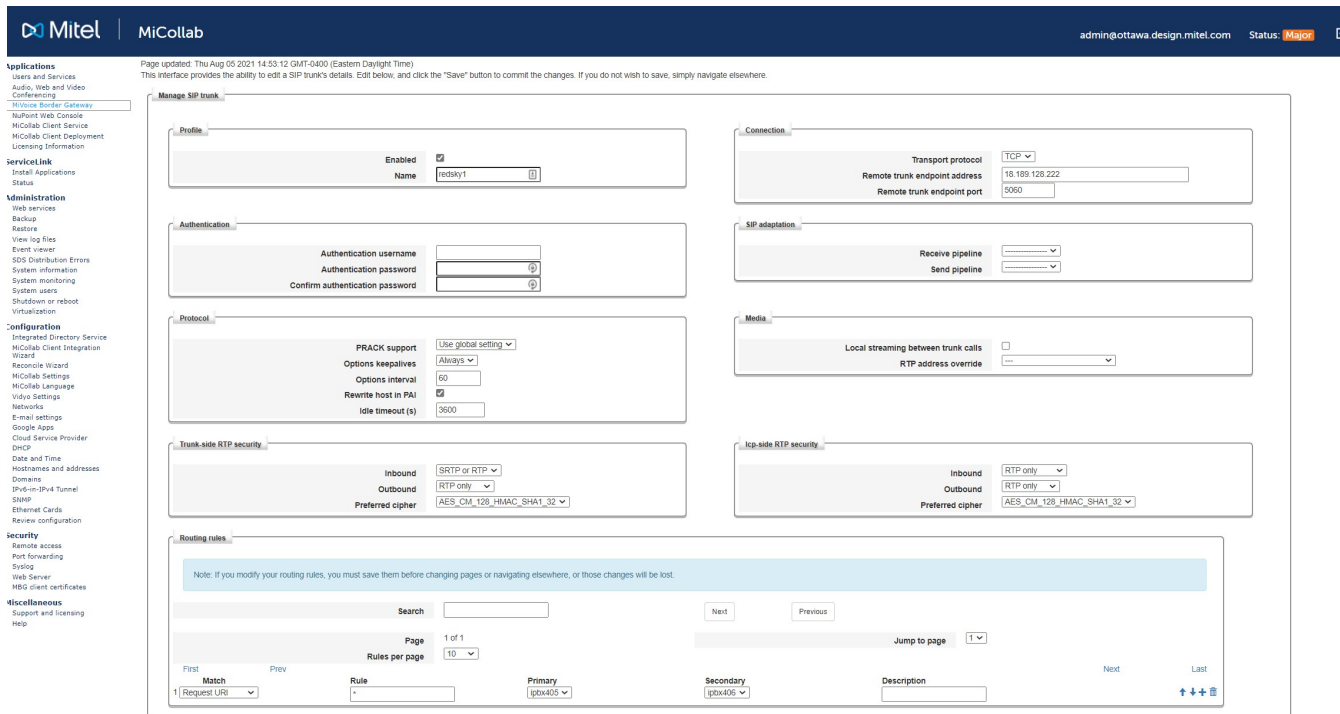 Mitel | MiCollab
admin@ottawa.design.mitel.com Status: Major
Applications
Users and Services
Audio, Web and Video
Conferencing
MiVoice Border Gateway
NuPoint Web Console
MiCollab Client Service
MiCollab Client Deployment
Licensing Information
ServiceLink
Install Applications
Status
Administration
Web services
Backup
Restore
View log files
Event viewer
SDS Distribution Errors
System information
System monitoring
System users
Shutdown or reboot
Virtualization
Configuration
Integrated Directory Service
MiCollab Client Integration
Wizard
Reconcile Wizard
MiCollab Settings
MiCollab Language
Vidyo Settings
Networks
E-mail settings
Google Apps
Cloud Service Provider
DHCP
Date and Time
Hostnames and addresses
Domains
IPv6-in-IPv4 Tunnel
SNMP
Ethernet Cards
Review configuration
Security
Remote access
Port forwarding
Syslog
Web Server
MBG client certificates
Miscellaneous
Support and licensing
Help
Page updated: Thu Aug 05 2021 14:53:12 GMT-0400 (Eastern Daylight Time)
This interface provides the ability to edit a SIP trunk's details. Edit below, and click the "Save" button to commit the changes. If you do not wish to save, simply navigate elsewhere.
Manage SIP trunk
Profile
Enabled
Name redsky1
Connection
Transport protocol TCP
Remote trunk endpoint address 18.189.128.222
Remote trunk endpoint port 5060
Authentication
Authentication username
Authentication password
Confirm authentication password
SIP adaptation
Receive pipeline ----------------
Send pipeline ----------------
Protocol
PRACK support Use global setting
Options keepalives Always
Options interval 60
Rewrite host in PAI
Idle timeout (s) 3600
Media
Local streaming between trunk calls
RTP address override ---
Trunk-side RTP security
Inbound SRTP or RTP
Outbound RTP only
Preferred cipher AES_CM_128_HMAC_SHA1_32
Icp-side RTP security
Inbound RTP only
Outbound RTP only
Preferred cipher AES_CM_128_HMAC_SHA1_32
Routing rules
Note: If you modify your routing rules, you must save them before changing pages or navigating elsewhere, or those changes will be lost.
Search Next Previous
Page 1 of 1 Jump to page 1
Rules per page 10
First Prev Next Last
Match Rule Primary Secondary Description
1 Request URI * ipbx405 ipbx406